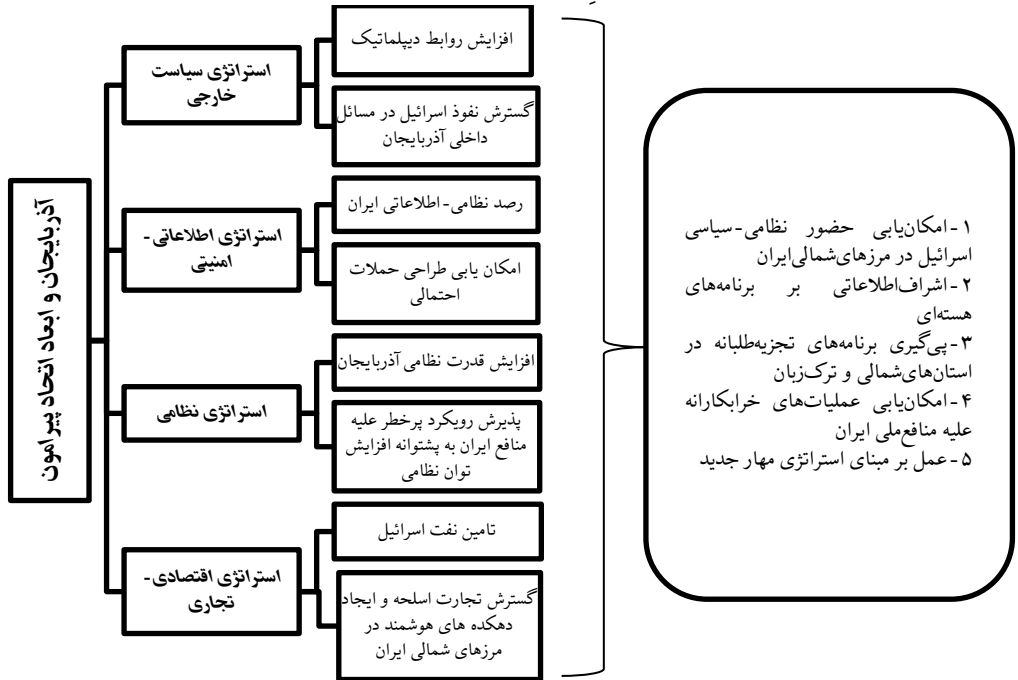 آذربایجان و ابعاد اتحاد پیرامون
استراتژی سیاست
خارجی
افزایش روابط دیپلماتیک
گسترش نفوذ اسرائیل در مسائل
داخلی آذربایجان
استراتژی اطلاعاتی-
امنیتی
رصد نظامی-اطلاعاتی ایران
امکان یابی طراحی حملات
احتمالی
استراتژی نظامی
افزایش قدرت نظامی آذربایجان
پذیرش رویکرد پرخطر علیه
منافع ایران به پشتوانه افزایش
توان نظامی
استراتژی اقتصادی-
تجاری
تامین نفت اسرائیل
گسترش تجارت اسلحه و ایجاد
دهکده های هوشمند در
مرزهای شمالی ایران
۱-امکان‌یابی حضور نظامی-سیاسی
اسرائیل در مرزهای‌شمالی‌ایران
۲-اشراف‌اطلاعاتی بر برنامه‌های
هسته‌ای
۳-پی‌گیری برنامه‌های تجزیه‌طلبانه در
استان‌های‌شمالی و ترک‌زبان
۴-امکان‌یابی عملیات‌های خرابکارانه
علیه منافع‌ملی ایران
۵-عمل بر مبنای استراتژی مهار جدید